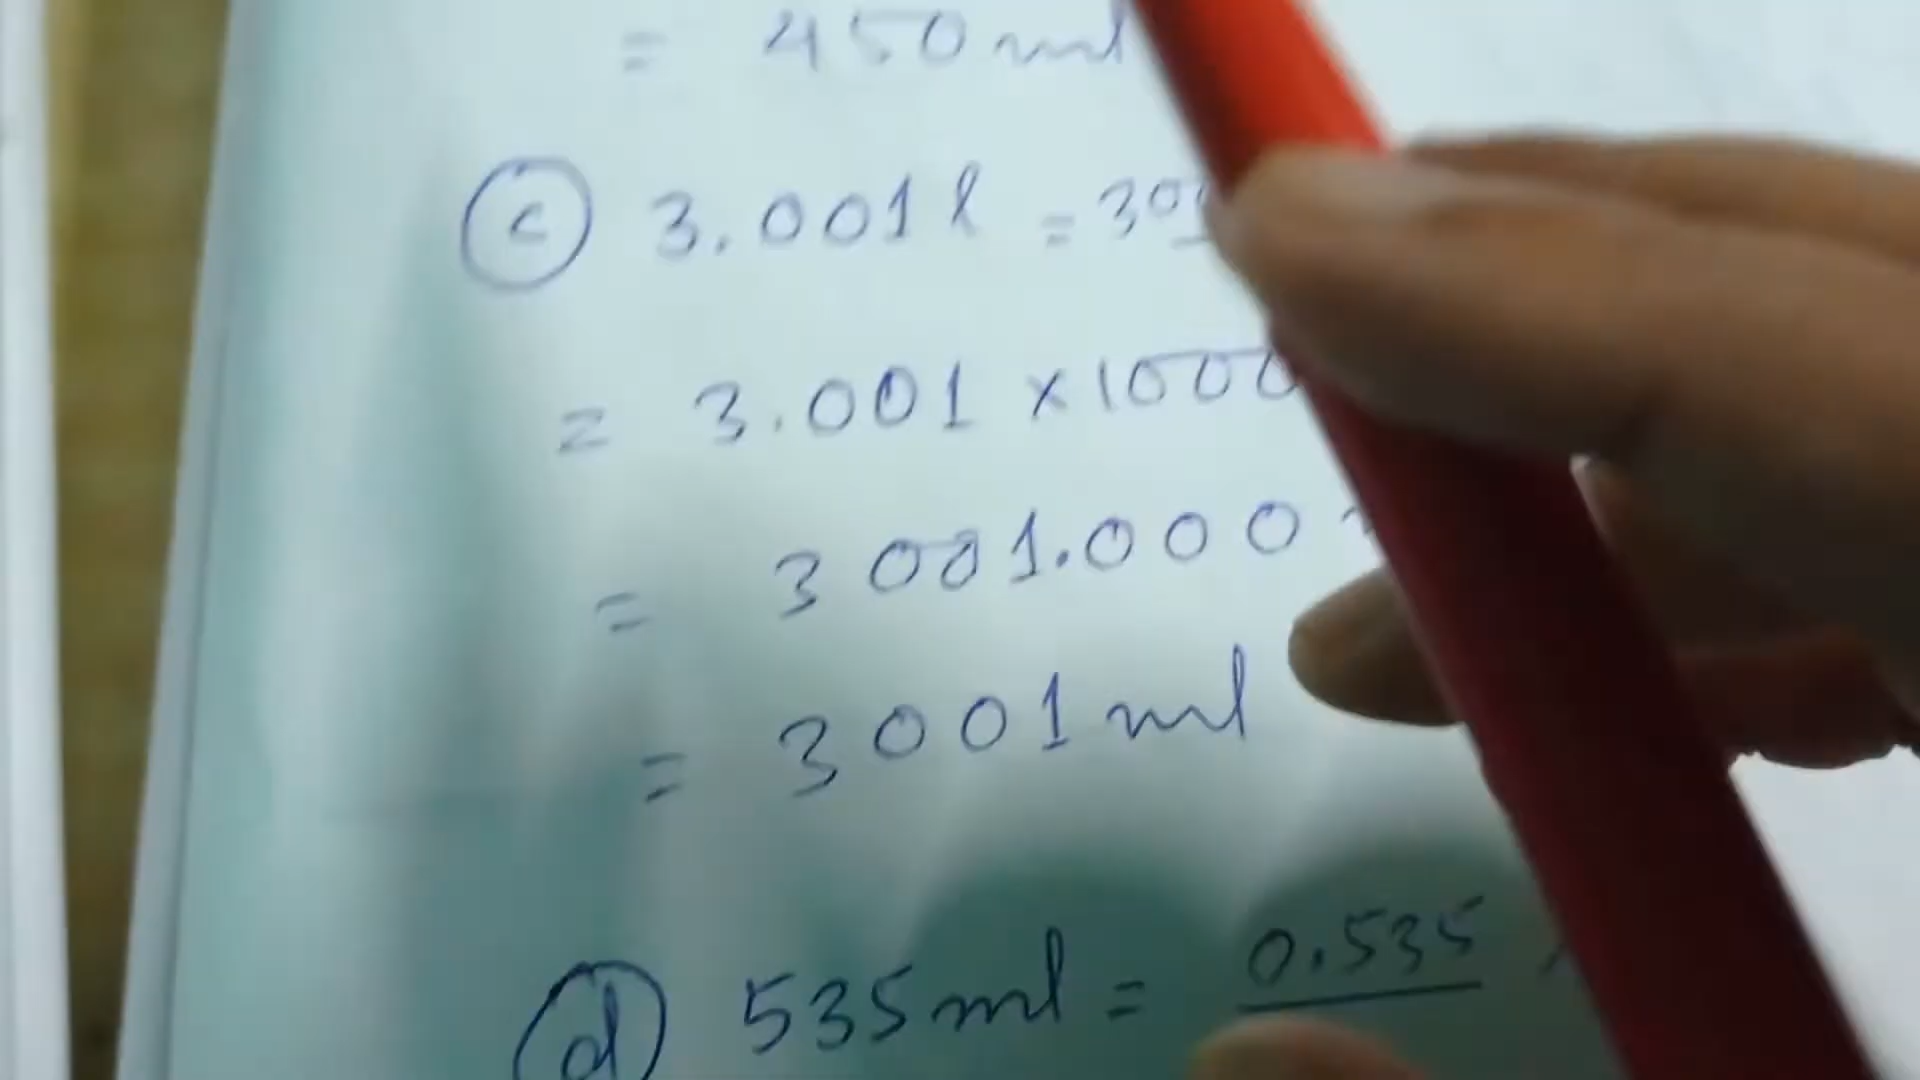 = 450 ml
(c) 3.001 l = 30
= 3.001 × 1000
= 3001.000
= 3001 ml
(d) 535 ml = 0.535